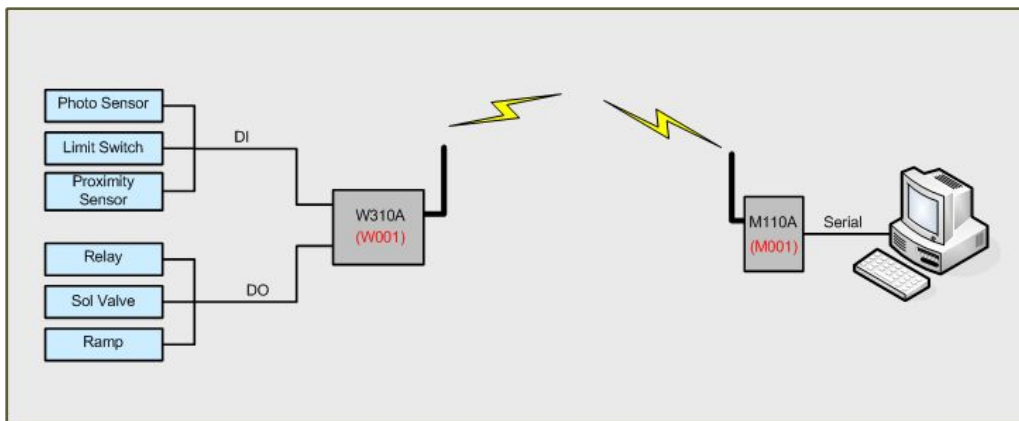 Photo Sensor
Limit Switch
Proximity
Sensor
DI
Relay
Sol Valve
Ramp
DO
W310A
(W001)
M110A
(M001)
Serial